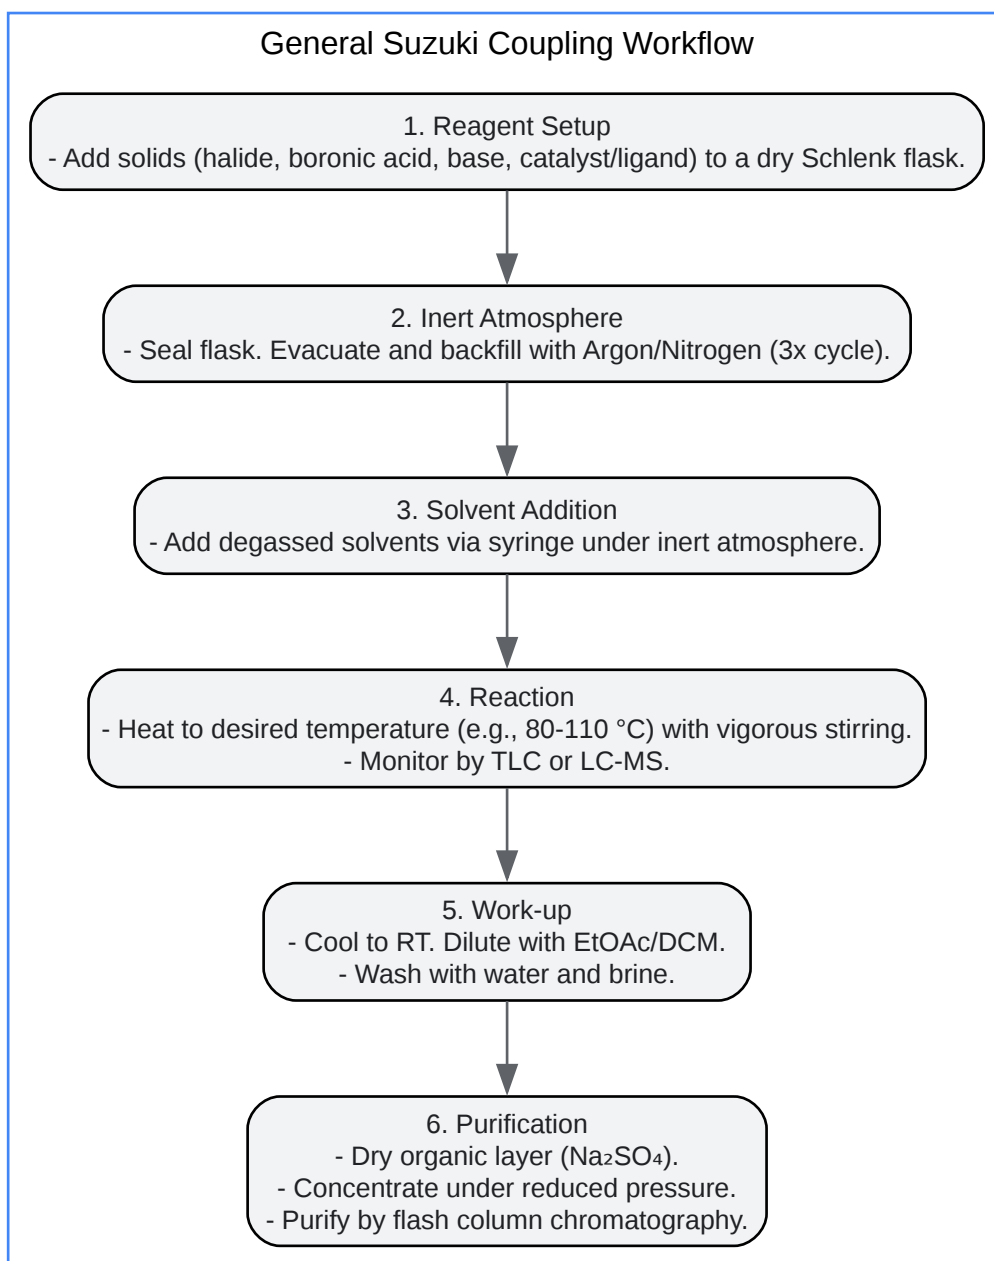 General Suzuki Coupling Workflow
1. Reagent Setup
- Add solids (halide, boronic acid, base, catalyst/ligand) to a dry Schlenk flask.
2. Inert Atmosphere
- Seal flask. Evacuate and backfill with Argon/Nitrogen (3x cycle).
3. Solvent Addition
- Add degassed solvents via syringe under inert atmosphere.
4. Reaction
- Heat to desired temperature (e.g., 80-110 °C) with vigorous stirring.
- Monitor by TLC or LC-MS.
5. Work-up
- Cool to RT. Dilute with EtOAc/DCM.
- Wash with water and brine.
6. Purification
- Dry organic layer (Na₂SO₄).
- Concentrate under reduced pressure.
- Purify by flash column chromatography.